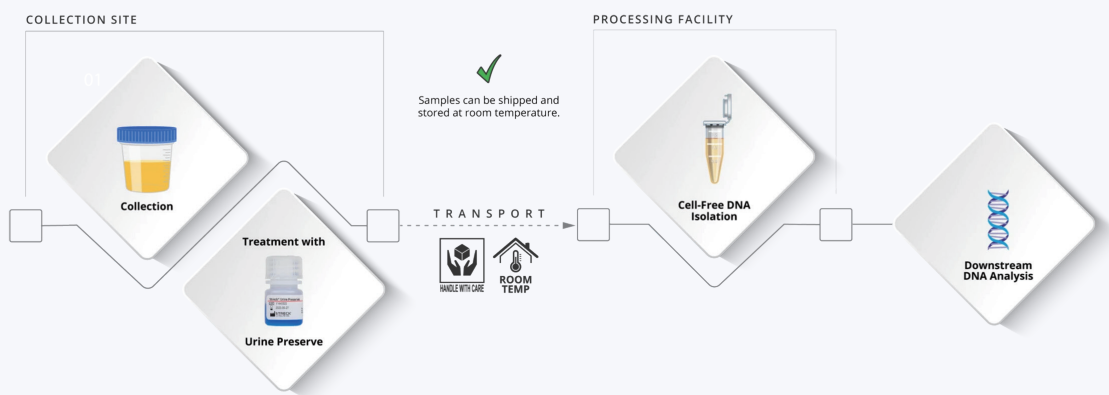 COLLECTION SITE
01
Collection
Treatment with
Urine Preserve
Samples can be shipped and
stored at room temperature.
TRANSPORT
HANDLE WITH CARE
ROOM
TEMP
PROCESSING FACILITY
Cell-Free DNA
Isolation
Downstream
DNA Analysis